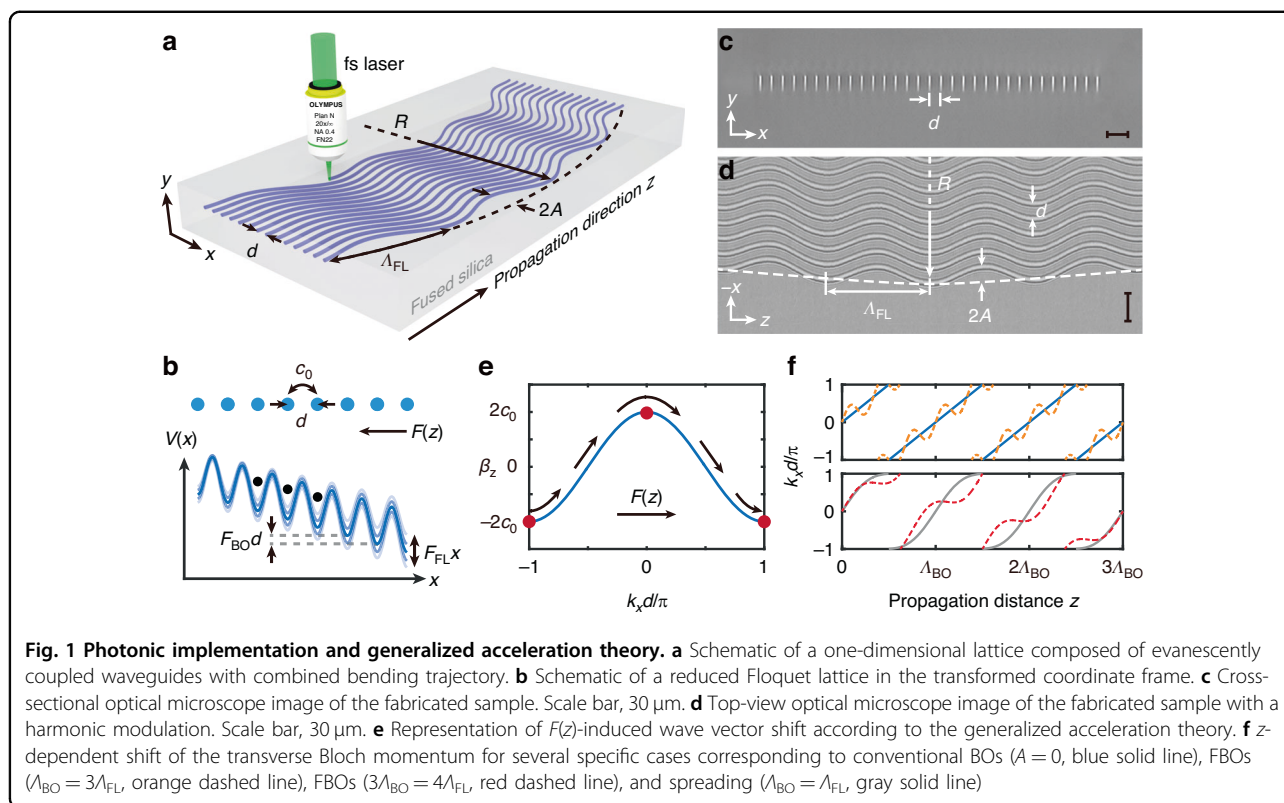 a
fs laser
OLYMPUS
Plan N
20x/∞
NA 0.4
FN22
R
y
x
d
Λ_FL
2A
Fused silica
Propagation direction z
c
y
x
d
d
R
d
−x
z
Λ_FL
2A
b
c₀
d
F(z)
V(x)
F_BO d
F_FL x
x
e
2c₀
β_z 0
−2c₀
F(z)
−1 0 1
k_x d/π
f
1
0
−1
1
0
−1
k_x d/π
0 Λ_BO 2Λ_BO 3Λ_BO
Propagation distance z
Fig. 1 Photonic implementation and generalized acceleration theory. a Schematic of a one-dimensional lattice composed of evanescently
coupled waveguides with combined bending trajectory. b Schematic of a reduced Floquet lattice in the transformed coordinate frame. c Cross-
sectional optical microscope image of the fabricated sample. Scale bar, 30 μm. d Top-view optical microscope image of the fabricated sample with a
harmonic modulation. Scale bar, 30 μm. e Representation of F(z)-induced wave vector shift according to the generalized acceleration theory. f z-
dependent shift of the transverse Bloch momentum for several specific cases corresponding to conventional BOs (A = 0, blue solid line), FBOs
(Λ_BO = 3Λ_FL, orange dashed line), FBOs (3Λ_BO = 4Λ_FL, red dashed line), and spreading (Λ_BO = Λ_FL, gray solid line)